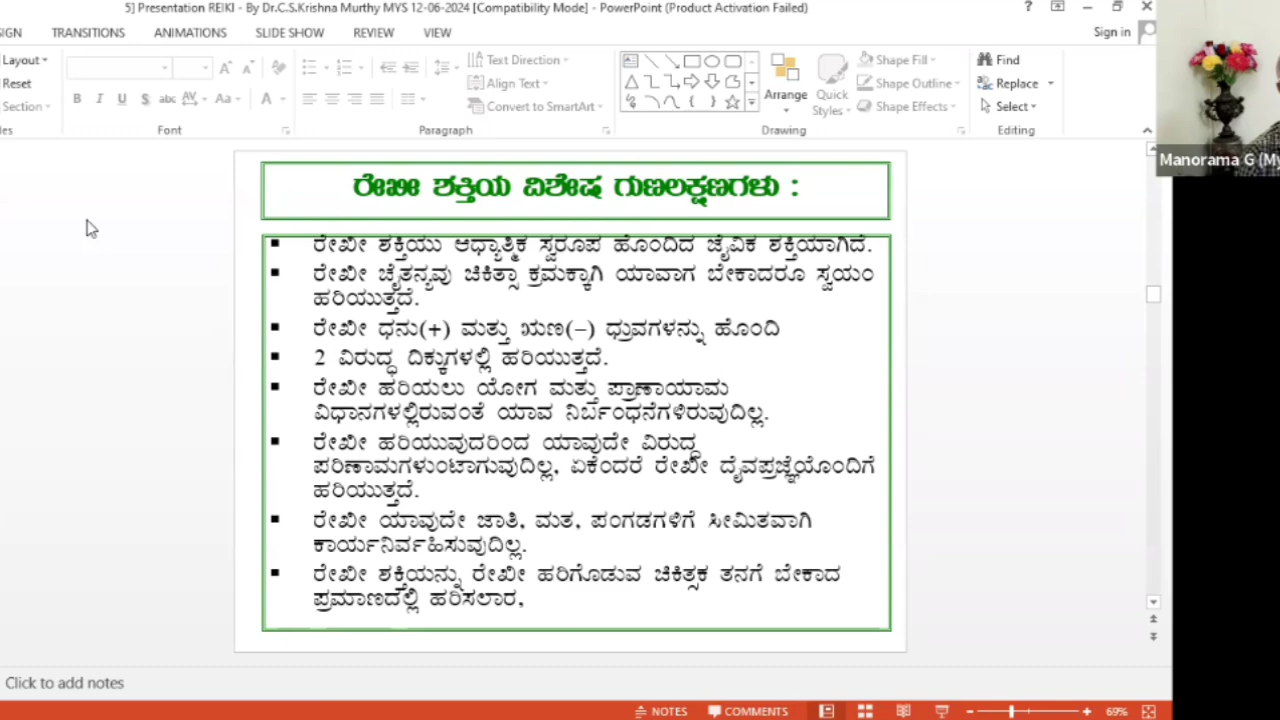 5] Presentation REIKI - By Dr.C.S.Krishna Murthy MYS 12-06-2024 [Compatibility Mode] - PowerPoint (Product Activation Failed)
SIGN TRANSITIONS ANIMATIONS SLIDE SHOW REVIEW VIEW Sign in
Layout Text Direction Shape Fill Find
Reset Align Text Arrange Quick Styles Shape Outline Replace
Section Convert to SmartArt Shape Effects Select
Font Paragraph Drawing Editing
Manorama G (My
ರೇಖೀ ಶಕ್ತಿಯ ವಿಶೇಷ ಗುಣಲಕ್ಷಣಗಳು :
▪ ರೇಖೀ ಶಕ್ತಿಯು ಆಧ್ಯಾತ್ಮಿಕ ಸ್ವರೂಪ ಹೊಂದಿದ ಜೈವಿಕ ಶಕ್ತಿಯಾಗಿದೆ.
▪ ರೇಖೀ ಚೈತನ್ಯವು ಚಿಕಿತ್ಸಾ ಕ್ರಮಕ್ಕಾಗಿ ಯಾವಾಗ ಬೇಕಾದರೂ ಸ್ವಯಂ
ಹರಿಯುತ್ತದೆ.
▪ ರೇಖೀ ಧನು(+) ಮತ್ತು ಋಣ(–) ಧ್ರುವಗಳನ್ನು ಹೊಂದಿ
▪ 2 ವಿರುದ್ಧ ದಿಕ್ಕುಗಳಲ್ಲಿ ಹರಿಯುತ್ತದೆ.
▪ ರೇಖೀ ಹರಿಯಲು ಯೋಗ ಮತ್ತು ಪ್ರಾಣಾಯಾಮ
ವಿಧಾನಗಳಲ್ಲಿರುವಂತೆ ಯಾವ ನಿರ್ಬಂಧನೆಗಳಿರುವುದಿಲ್ಲ.
▪ ರೇಖೀ ಹರಿಯುವುದರಿಂದ ಯಾವುದೇ ವಿರುದ್ದ
ಪರಿಣಾಮಗಳುಂಟಾಗುವುದಿಲ್ಲ, ಏಕೆಂದರೆ ರೇಖೀ ದೈವಪ್ರಜ್ಞೆಯೊಂದಿಗೆ
ಹರಿಯುತ್ತದೆ.
▪ ರೇಖೀ ಯಾವುದೇ ಜಾತಿ, ಮತ, ಪಂಗಡಗಳಿಗೆ ಸೀಮಿತವಾಗಿ
ಕಾರ್ಯನಿರ್ವಹಿಸುವುದಿಲ್ಲ.
▪ ರೇಖೀ ಶಕ್ತಿಯನ್ನು ರೇಖೀ ಹರಿಗೊಡುವ ಚಿಕಿತ್ಸಕ ತನಗೆ ಬೇಕಾದ
ಪ್ರಮಾಣದಲ್ಲಿ ಹರಿಸಲಾರ,
Click to add notes
NOTES COMMENTS 69%